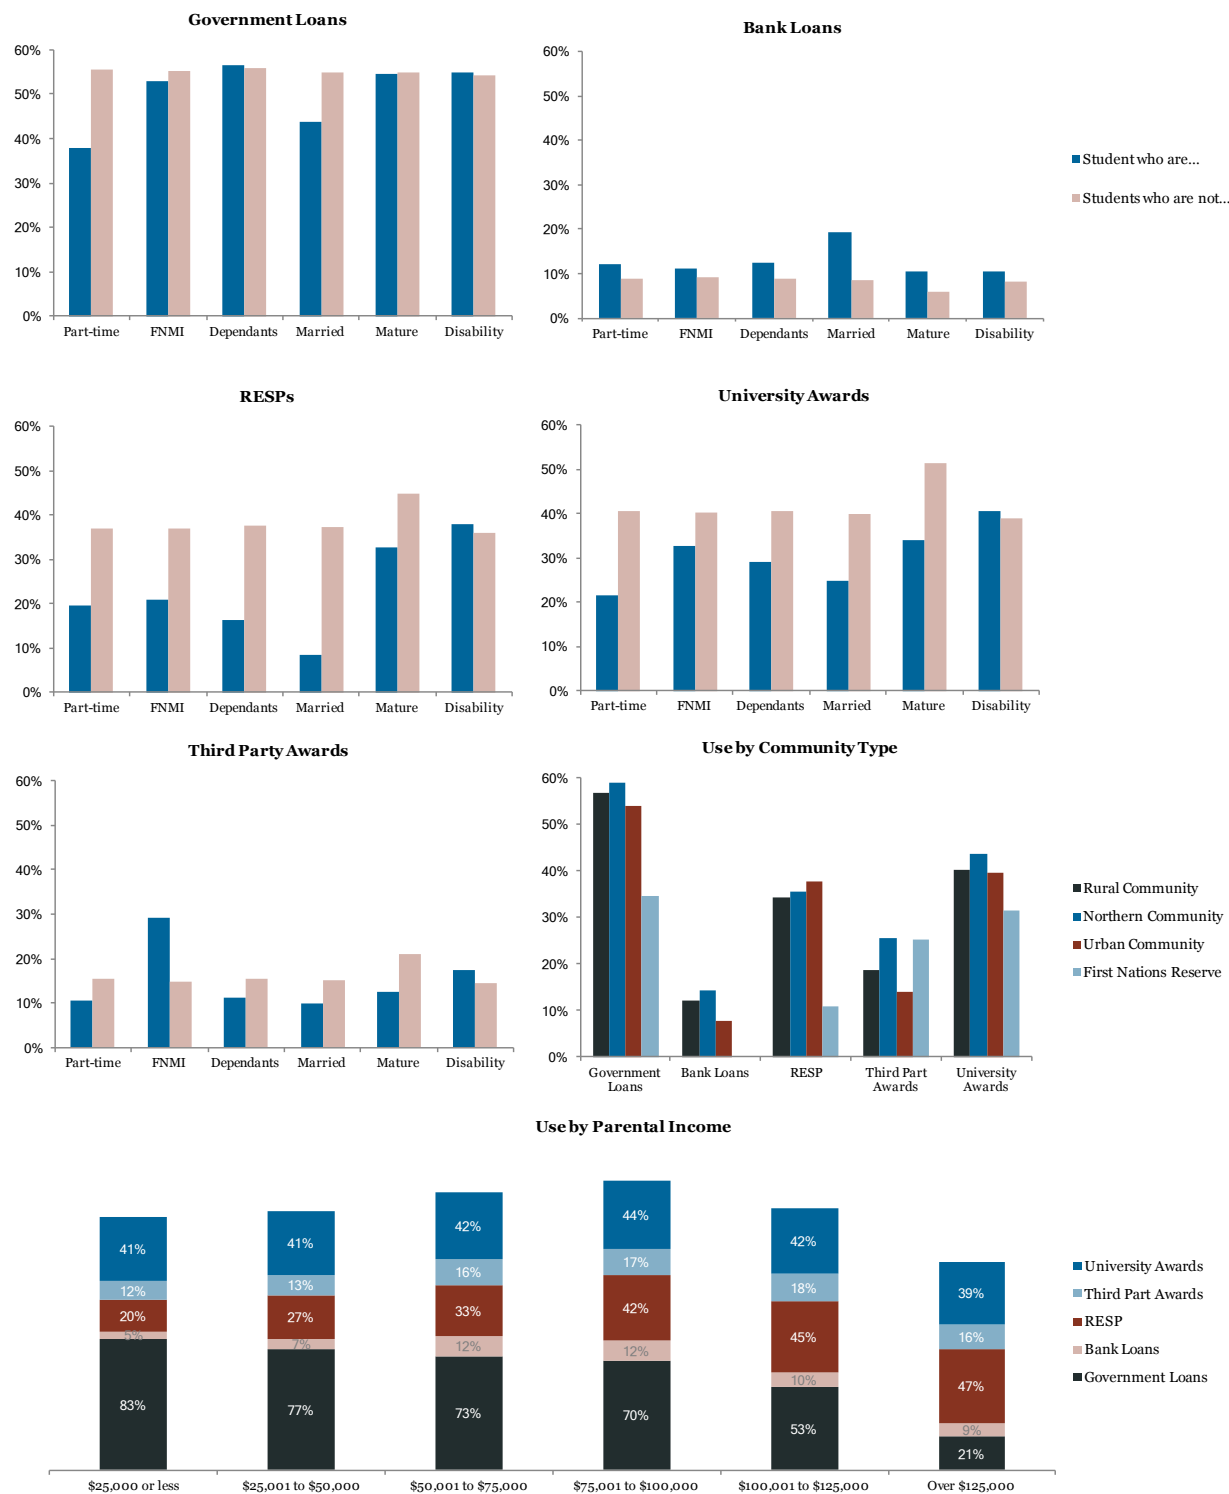 Government Loans
60%
50%
40%
30%
20%
10%
0%
Part-time FNMI Dependants Married Mature Disability
Bank Loans
60%
50%
40%
30%
20%
10%
0%
Part-time FNMI Dependants Married Mature Disability
Student who are...
Students who are not...
RESPs
60%
50%
40%
30%
20%
10%
0%
Part-time FNMI Dependants Married Mature Disability
University Awards
60%
50%
40%
30%
20%
10%
0%
Part-time FNMI Dependants Married Mature Disability
Third Party Awards
60%
50%
40%
30%
20%
10%
0%
Part-time FNMI Dependants Married Mature Disability
Use by Community Type
60%
50%
40%
30%
20%
10%
0%
Government Bank Loans RESP Third Part University
Loans Awards Awards
Rural Community
Northern Community
Urban Community
First Nations Reserve
Use by Parental Income
41% 41% 42% 44% 42% 39%
12% 13% 16% 17% 18% 16%
20% 27% 33% 42% 45% 47%
5% 7% 12% 12% 10% 9%
83% 77% 73% 70% 53% 21%
$25,000 or less $25,001 to $50,000 $50,001 to $75,000 $75,001 to $100,000 $100,001 to $125,000 Over $125,000
University Awards
Third Part Awards
RESP
Bank Loans
Government Loans